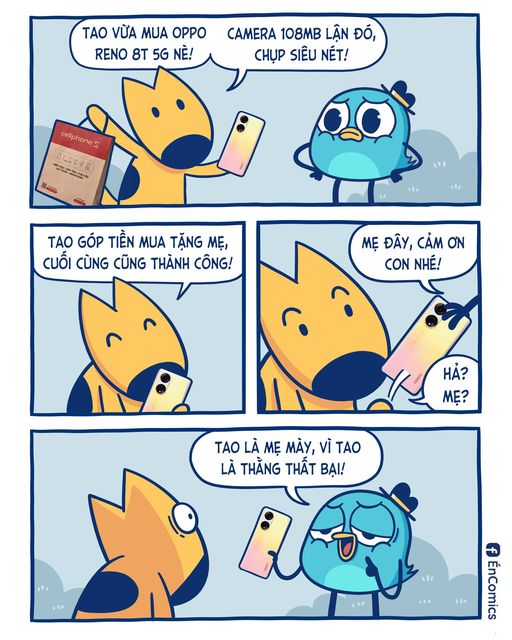 TAO VỪA MUA OPPO
RENO 8T 5G NÈ!
CAMERA 108MB LẬN ĐÓ,
CHỤP SIÊU NÉT!
cellphoneS
TAO GÓP TIỀN MUA TẶNG MẸ,
CUỐI CÙNG CŨNG THÀNH CÔNG!
MẸ ĐÂY, CẢM ƠN
CON NHÉ!
HẢ?
MẸ?
TAO LÀ MẸ MÀY, VÌ TAO
LÀ THẰNG THẤT BẠI!
ÉnComics